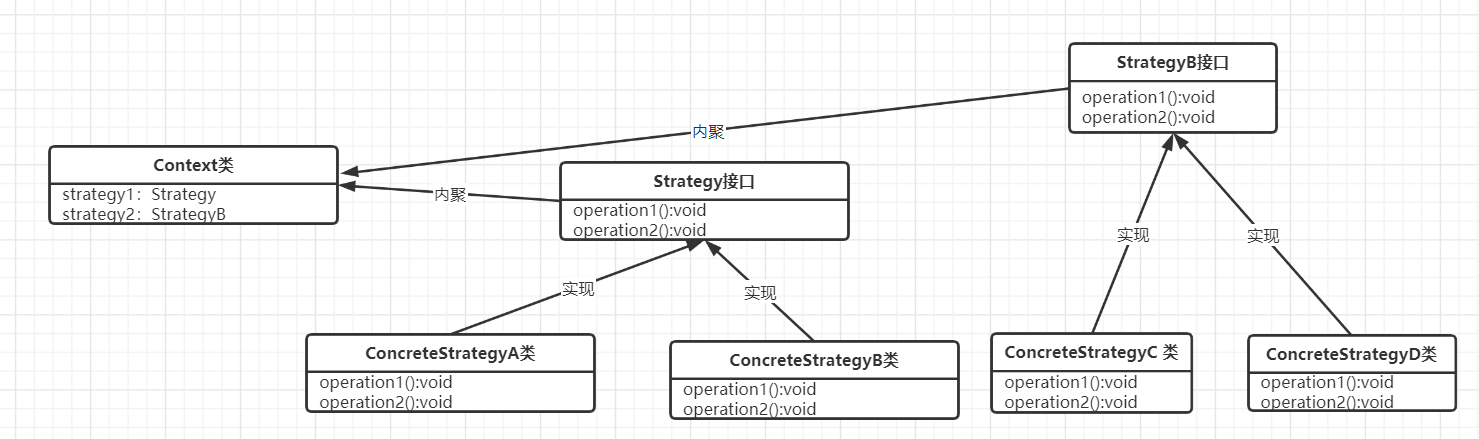 StrategyB接口
operation1():void
operation2():void
内聚
Context类
strategy1：Strategy
strategy2：StrategyB
内聚
Strategy接口
operation1():void
operation2():void
实现
实现
实现
实现
ConcreteStrategyA类
operation1():void
operation2():void
ConcreteStrategyB类
operation1():void
operation2():void
ConcreteStrategyC 类
operation1():void
operation2():void
ConcreteStrategyD类
operation1():void
operation2():void